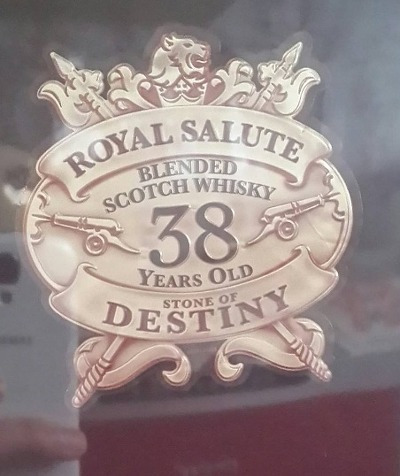 ROYAL SALUTE
BLENDED
SCOTCH WHISKY
38
YEARS OLD
STONE OF
DESTINY